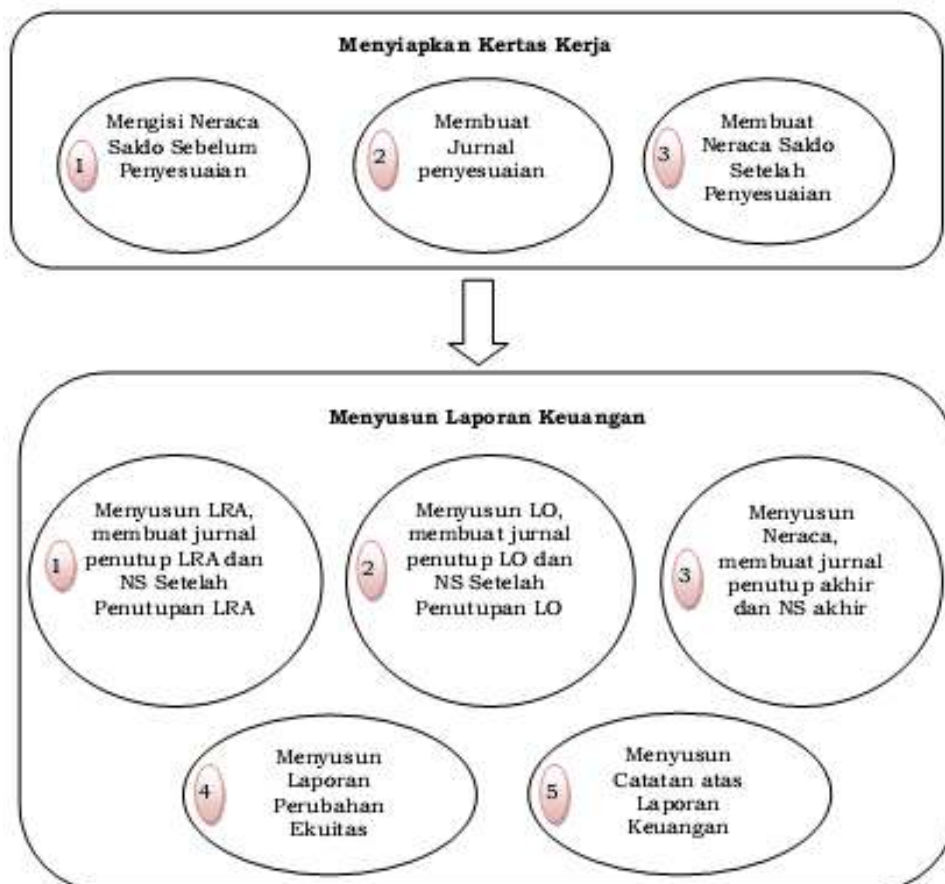 Menyiapkan Kertas Kerja
1
Mengisi Neraca
Saldo Sebelum
Penyesuaian
2
Membuat
Jurnal
penyesuaian
3
Membuat
Neraca Saldo
Setelah
Penyesuaian
Menyusun Laporan Keuangan
1
Menyusun LRA,
membuat jurnal
penutup LRA dan
NS Setelah
Penutupan LRA
2
Menyusun LO,
membuat jurnal
penutup LO dan
NS Setelah
Penutupan LO
3
Menyusun
Neraca,
membuat jurnal
penutup akhir
dan NS akhir
4
Menyusun
Laporan
Perubahan
Ekuitas
5
Menyusun
Catatan atas
Laporan
Keuangan